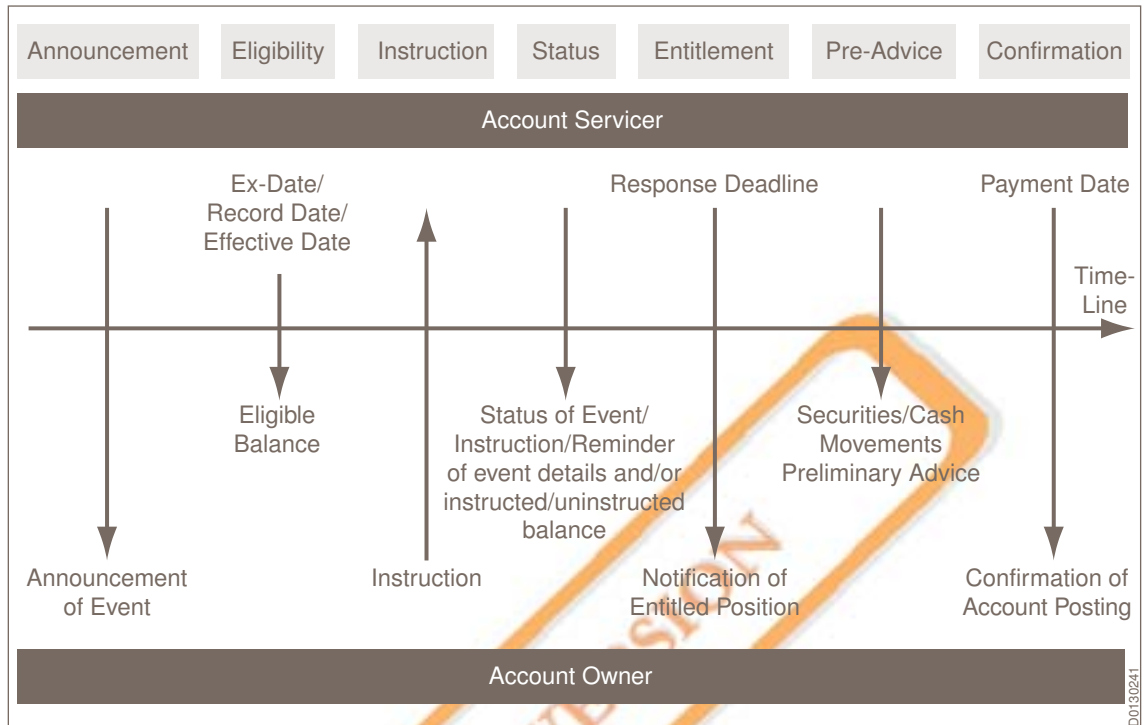 Announcement
Eligibility
Instruction
Status
Entitlement
Pre-Advice
Confirmation
Account Servicer
Ex-Date/
Record Date/
Effective Date
Response Deadline
Payment Date
Time-
Line
Eligible
Balance
Status of Event/
Instruction/Reminder
of event details and/or
instructed/uninstructed
balance
Securities/Cash
Movements
Preliminary Advice
Announcement
of Event
Instruction
Notification of
Entitled Position
Confirmation of
Account Posting
Account Owner
D0130241